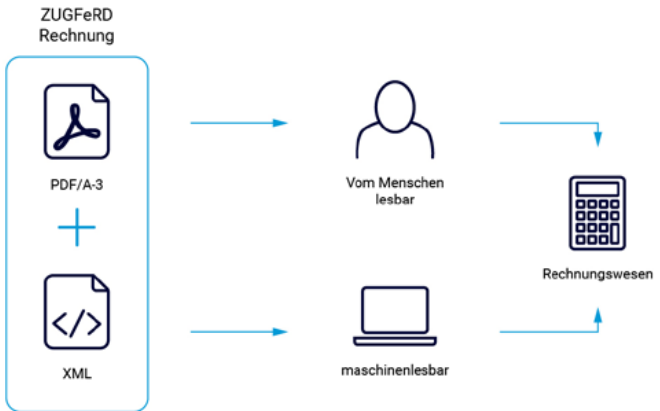 ZUGFeRD
Rechnung
PDF/A-3
Vom Menschen
lesbar
Rechnungswesen
</>
XML
maschinenlesbar